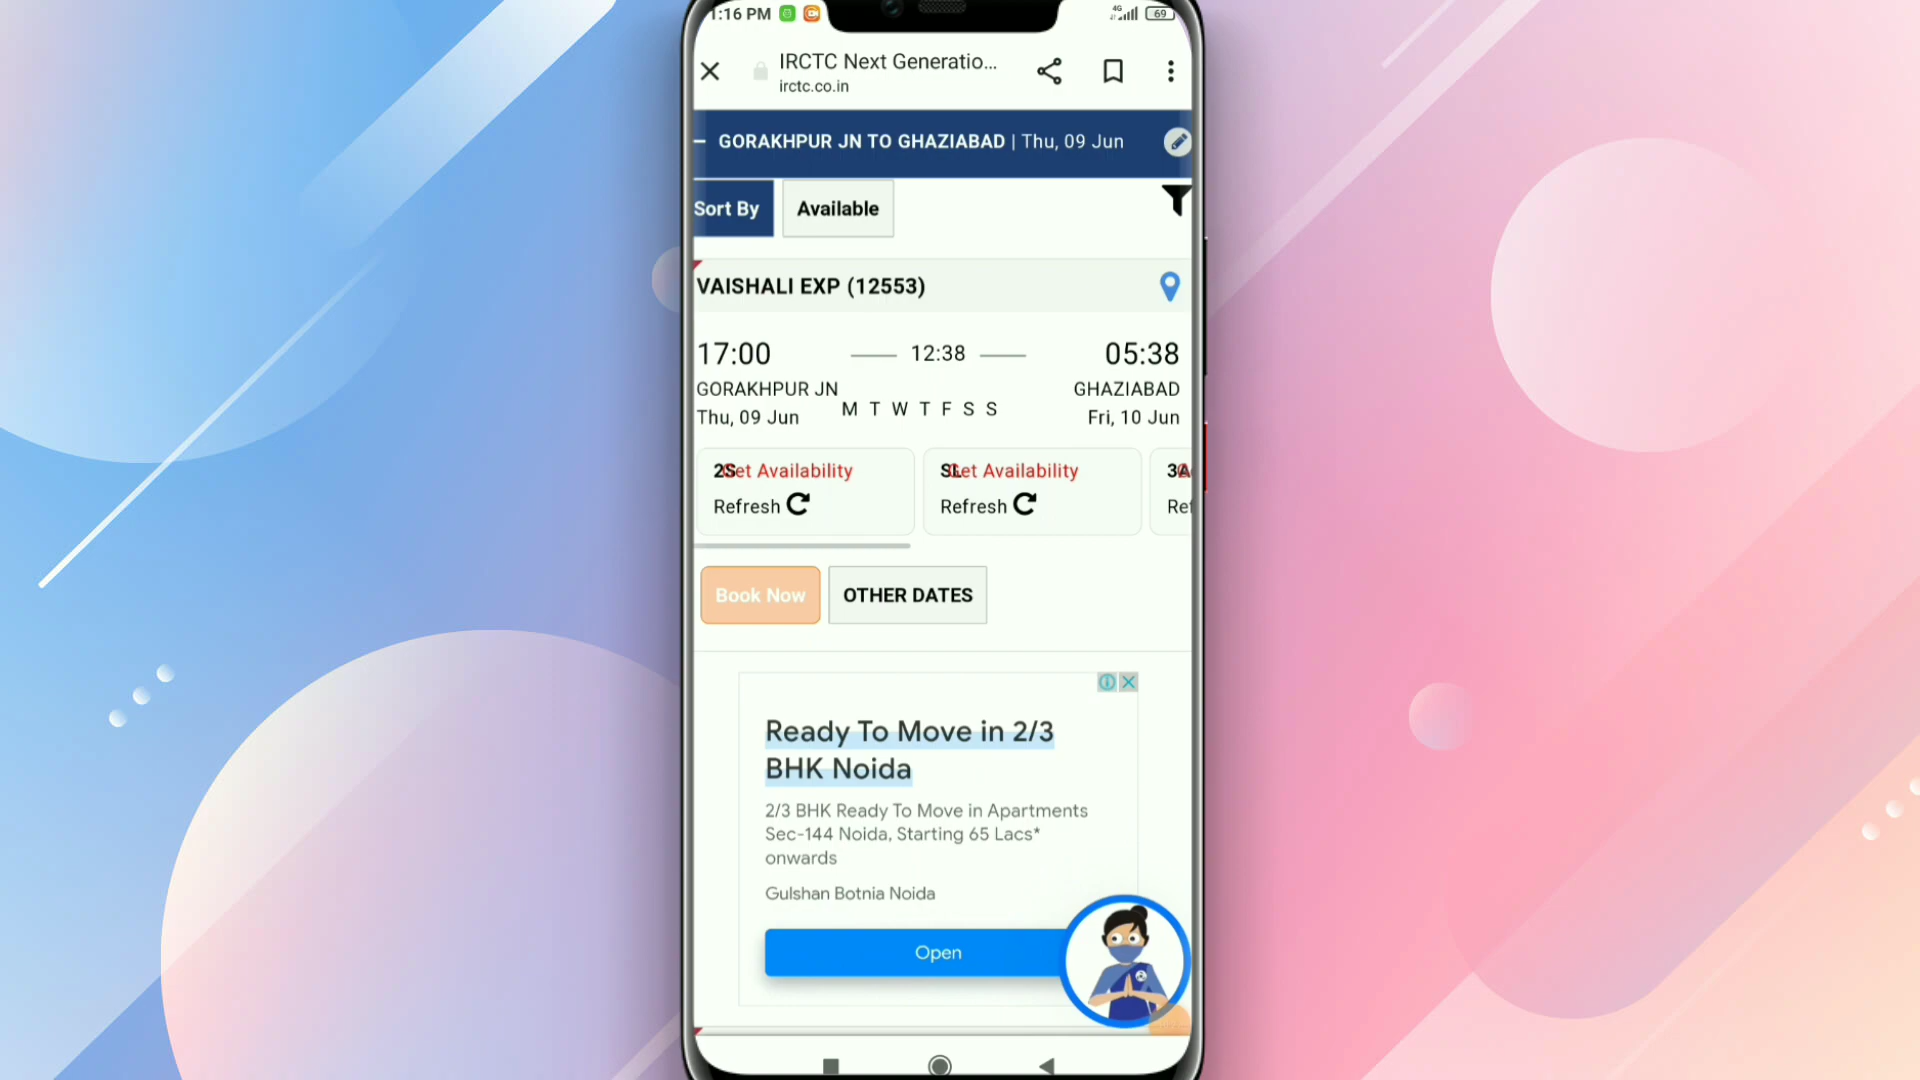 1:16 PM 4G 69
IRCTC Next Generatio...
irctc.co.in
GORAKHPUR JN TO GHAZIABAD | Thu, 09 Jun
Sort By Available
VAISHALI EXP (12553)
17:00 12:38 05:38
GORAKHPUR JN GHAZIABAD
M T W T F S S
Thu, 09 Jun Fri, 10 Jun
2S Get Availability SL Get Availability 3A
Refresh Refresh Ref
Book Now OTHER DATES
Ready To Move in 2/3
BHK Noida
2/3 BHK Ready To Move in Apartments
Sec-144 Noida, Starting 65 Lacs*
onwards
Gulshan Botnia Noida
Open